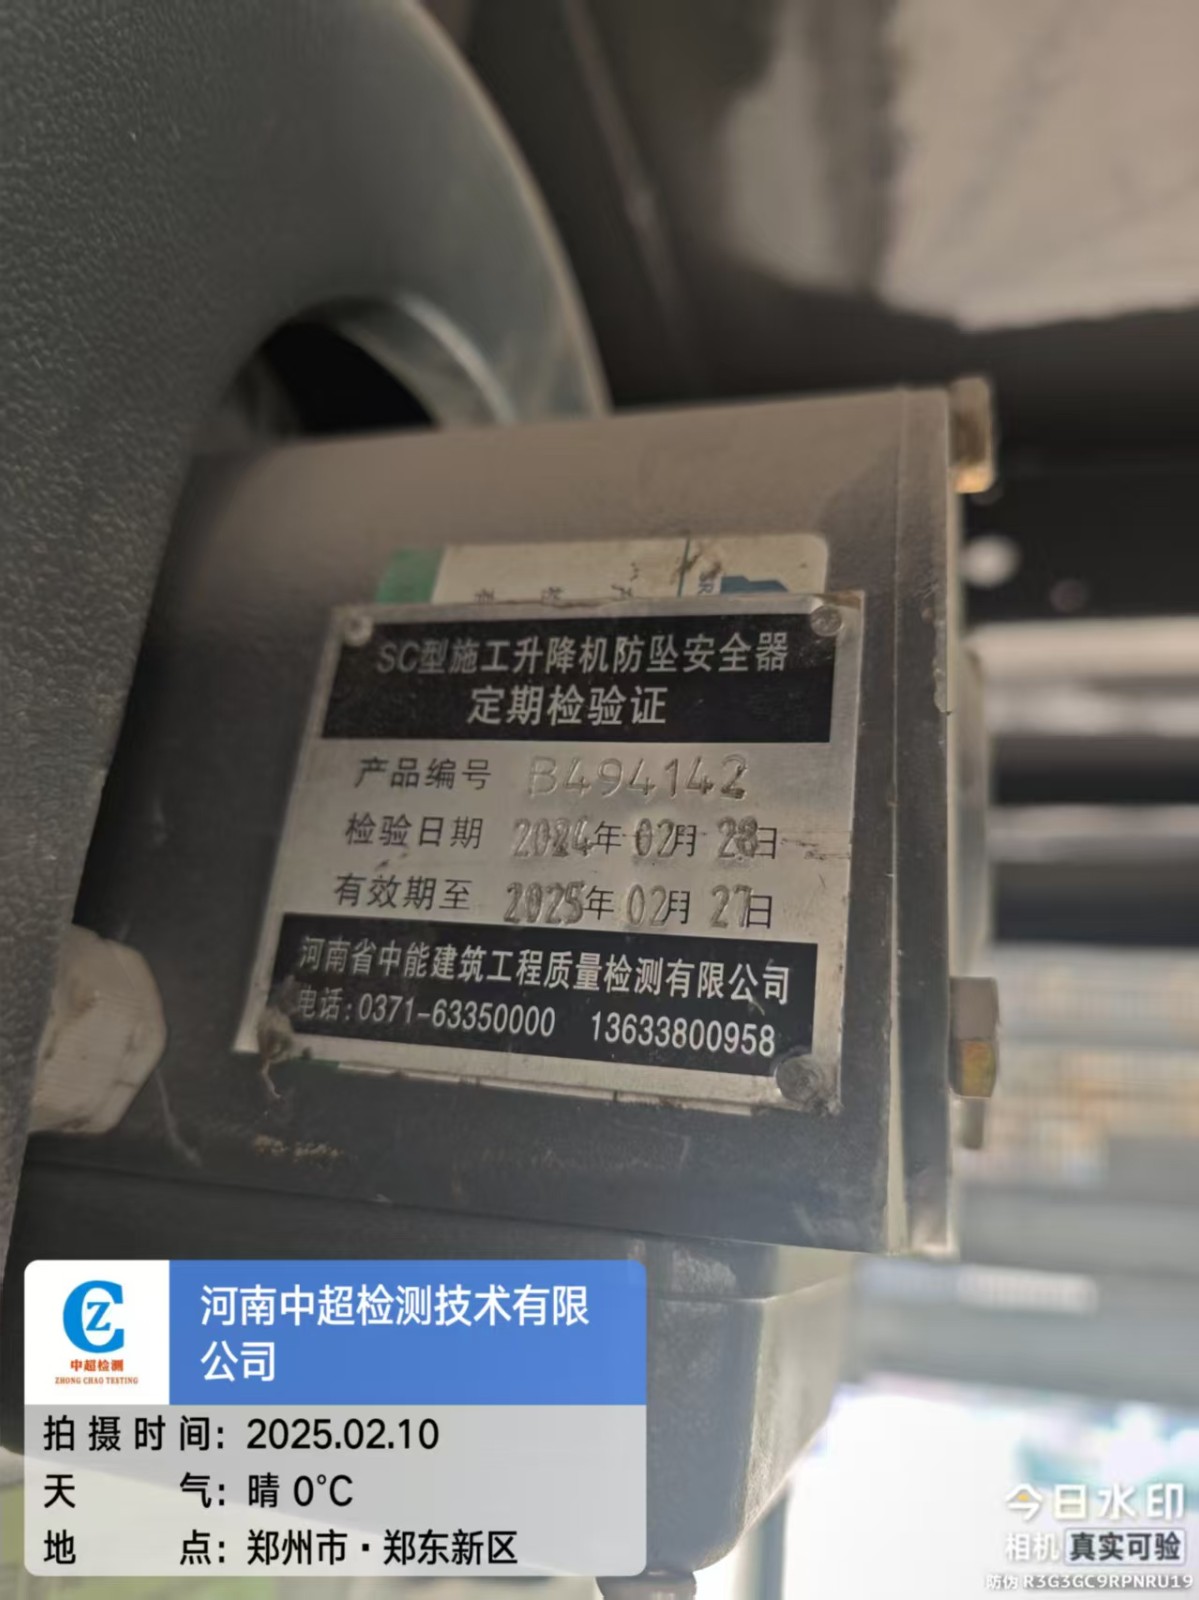 SC型施工升降机防坠安全器
定期检验证
产品编号 B494142
检验日期 2024年 02月 28日
有效期至 2025年 02月 27日
河南省中能建筑工程质量检测有限公司
电话:0371-63350000 13633800958
中超检测
ZHONG CHAO TESTING
河南中超检测技术有限
公司
拍摄时间: 2025.02.10
天气: 晴 0°C
地点: 郑州市·郑东新区
今日水印
相机 真实可验
防伪 R3G3GC9RPNRU19